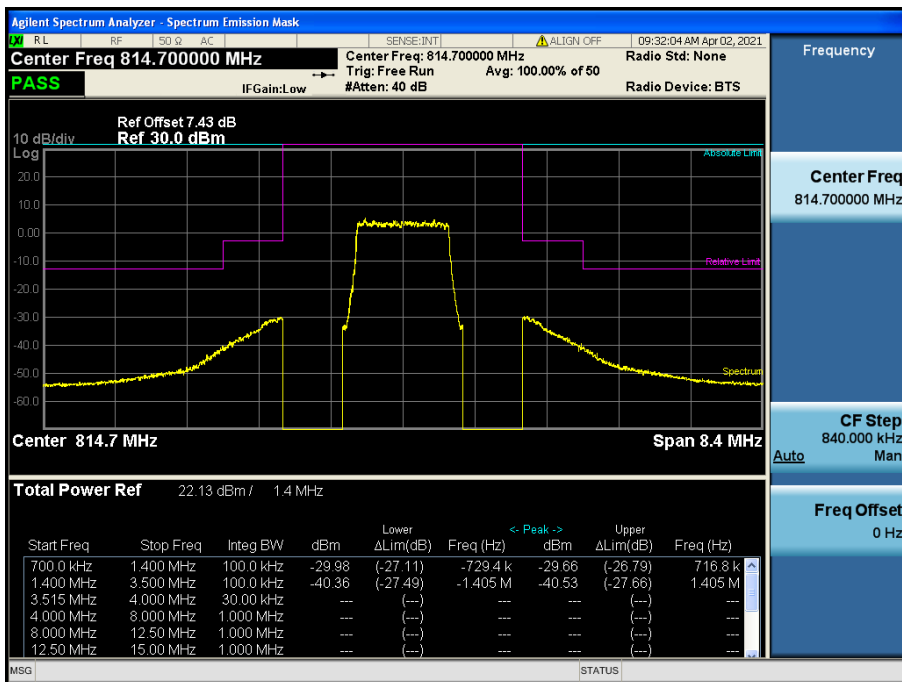 Agilent Spectrum Analyzer - Spectrum Emission Mask
LXI RL RF 50 Ω AC SENSE:INT ALIGN OFF 09:32:04 AM Apr 02, 2021
Center Freq 814.700000 MHz
Center Freq: 814.700000 MHz Radio Std: None
Trig: Free Run Avg: 100.00% of 50
PASS IFGain:Low #Atten: 40 dB Radio Device: BTS
Ref Offset 7.43 dB
10 dB/div Ref 30.0 dBm
Log
Absolute Limit
20.0
10.0
0.00
-10.0
Relative Limit
-20.0
-30.0
-40.0
-50.0
Spectrum
-60.0
Center 814.7 MHz Span 8.4 MHz
Total Power Ref 22.13 dBm / 1.4 MHz
Lower <- Peak -> Upper
Start Freq Stop Freq Integ BW dBm ΔLim(dB) Freq (Hz) dBm ΔLim(dB) Freq (Hz)
700.0 kHz 1.400 MHz 100.0 kHz -29.98 (-27.11) -729.4 k -29.66 (-26.79) 716.8 k
1.400 MHz 3.500 MHz 100.0 kHz -40.36 (-27.49) -1.405 M -40.53 (-27.66) 1.405 M
3.515 MHz 4.000 MHz 30.00 kHz --- (---) --- --- (---) ---
4.000 MHz 8.000 MHz 1.000 MHz --- (---) --- --- (---) ---
8.000 MHz 12.50 MHz 1.000 MHz --- (---) --- --- (---) ---
12.50 MHz 15.00 MHz 1.000 MHz --- (---) --- --- (---) ---
MSG STATUS
Frequency
Center Freq
814.700000 MHz
CF Step
840.000 kHz
Auto Man
Freq Offset
0 Hz